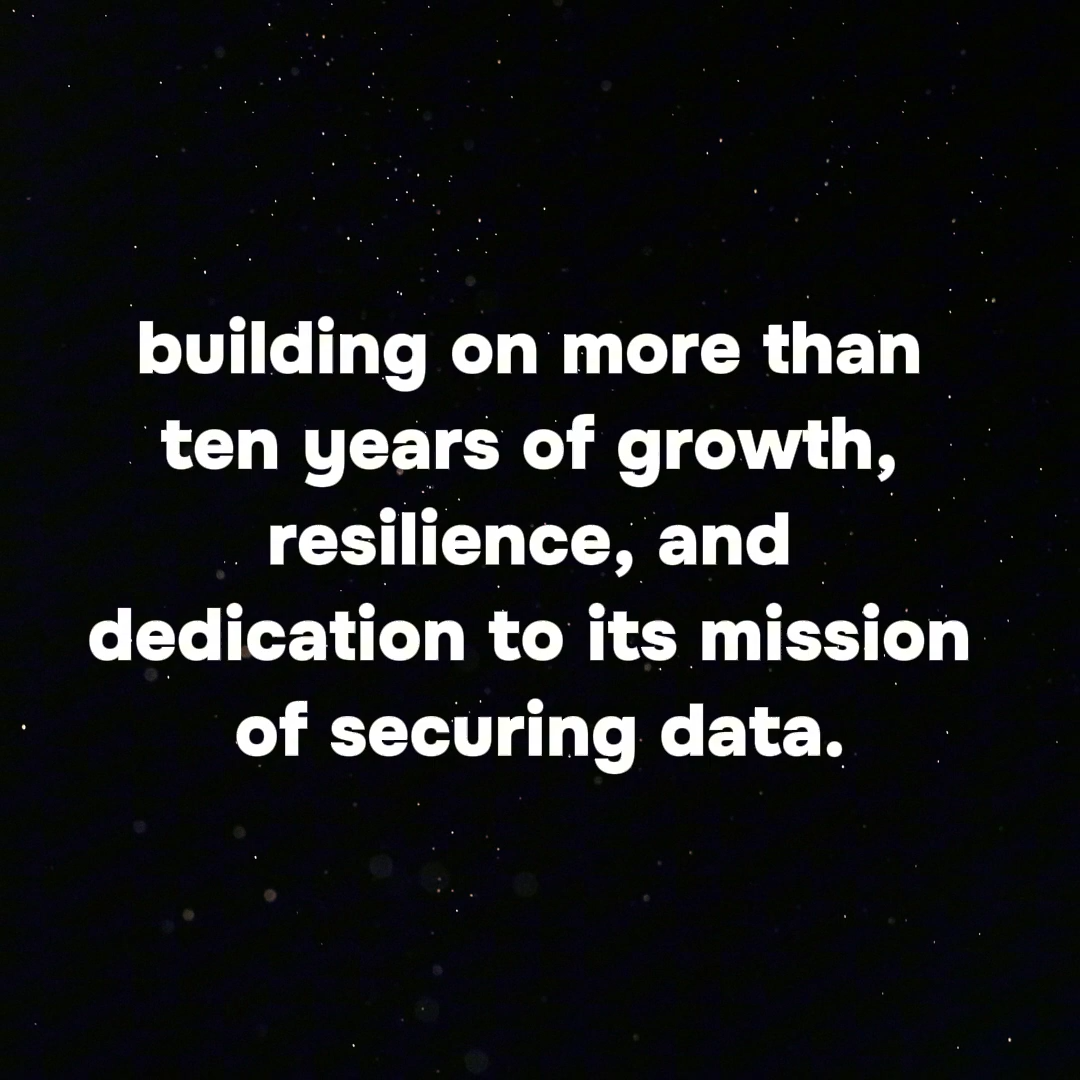 building on more than
ten years of growth,
resilience, and
dedication to its mission
of securing data.